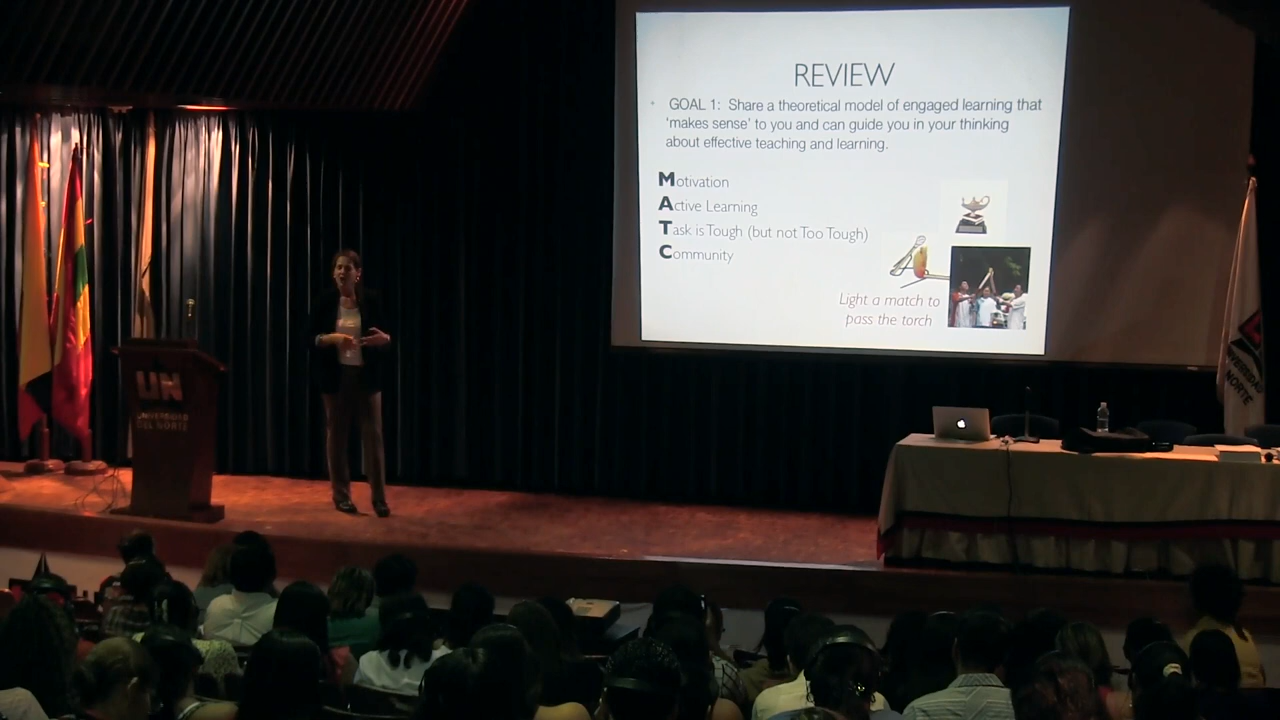 REVIEW
GOAL 1: Share a theoretical model of engaged learning that
'makes sense' to you and can guide you in your thinking
about effective teaching and learning.
Motivation
Active Learning
Task is Tough (but not Too Tough)
Community
Light a match to
pass the torch
UN
UNIVERSIDAD
DEL NORTE
UNIVERSIDAD
NORTE